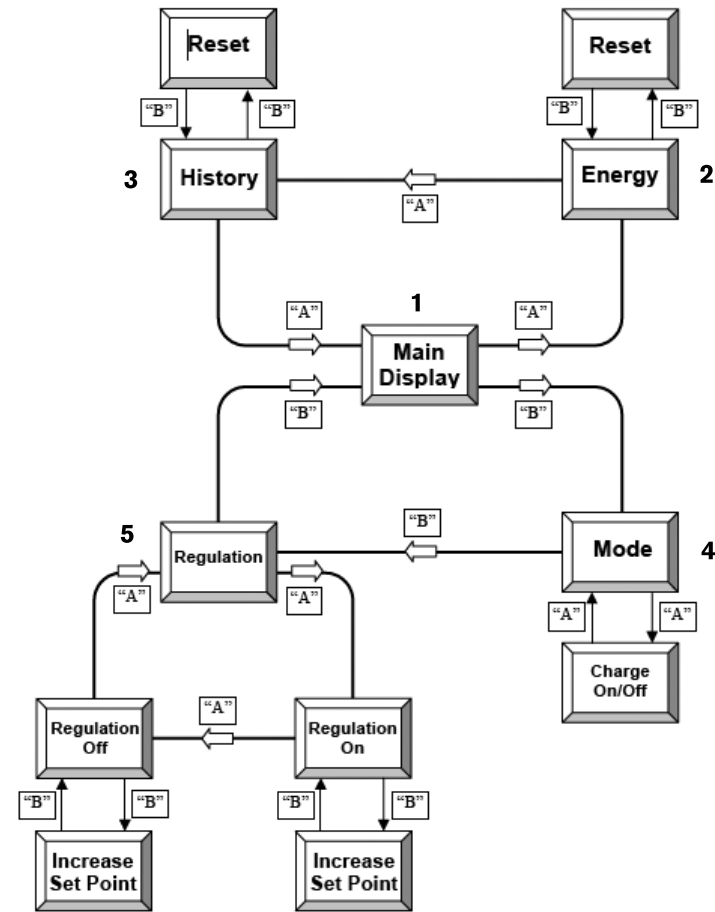 Reset
Reset
“B”
“B”
“B”
“B”
3
History
Energy
2
“A”
“A”
1
“A”
Main
Display
“B”
“B”
5
Regulation
“B”
Mode
4
“A”
“A”
“A”
“A”
Charge
On/Off
Regulation
Off
“A”
Regulation
On
“B”
“B”
“B”
“B”
Increase
Set Point
Increase
Set Point